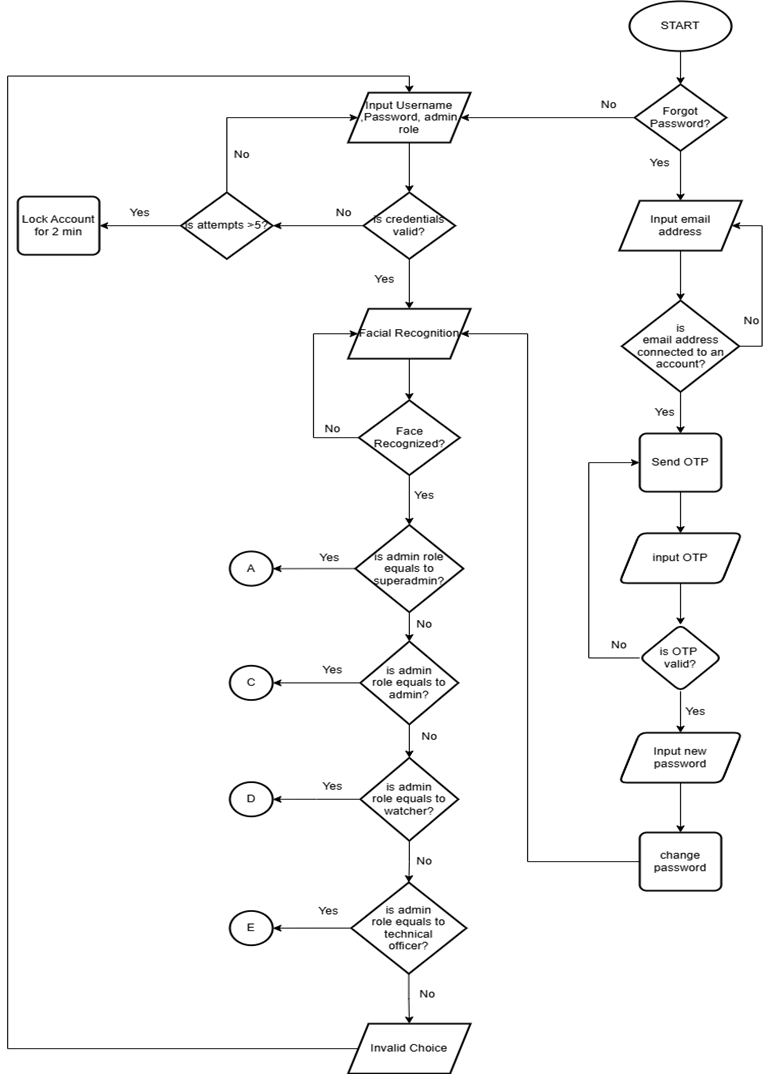 START
Forgot
Password?
No
Yes
Input Username
,Password, admin
role
Input email
address
No
Lock Account
for 2 min
Yes
is attempts >5?
No
is credentials
valid?
Yes
No
is
email address
connected to an
account?
Yes
Facial Recognition
No
Face
Recognized?
Yes
Send OTP
input OTP
No
is OTP
valid?
Yes
Input new
password
change
password
A
Yes
is admin role
equals to
superadmin?
No
C
Yes
is admin
role equals to
admin?
No
D
Yes
is admin
role equals to
watcher?
No
E
Yes
is admin
role equals to
technical
officer?
No
Invalid Choice